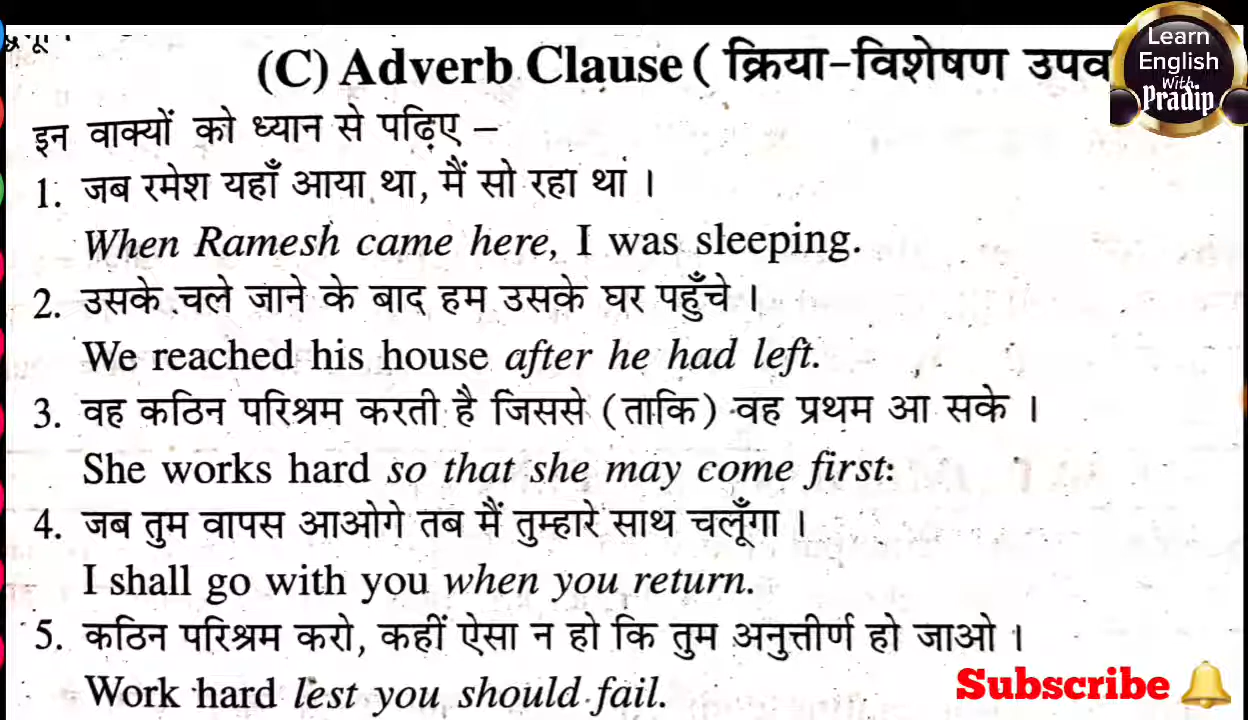 (C) Adverb Clause ( क्रिया-विशेषण उपव
Learn
English
With
Pradip
इन वाक्यों को ध्यान से पढ़िए –
1. जब रमेश यहाँ आया था, मैं सो रहा था ।
When Ramesh came here, I was sleeping.
2. उसके चले जाने के बाद हम उसके घर पहुँचे ।
We reached his house after he had left.
3. वह कठिन परिश्रम करती है जिससे (ताकि) वह प्रथम आ सके ।
She works hard so that she may come first:
4. जब तुम वापस आओगे तब मैं तुम्हारे साथ चलूँगा ।
I shall go with you when you return.
5. कठिन परिश्रम करो, कहीं ऐसा न हो कि तुम अनुत्तीर्ण हो जाओ ।
Work hard lest you should fail.
Subscribe